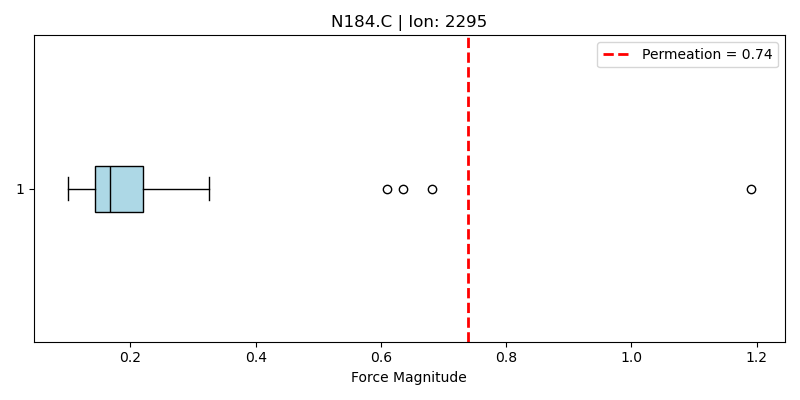 N184.C | Ion: 2295
Permeation = 0.74
1
0.2 0.4 0.6 0.8 1.0 1.2
Force Magnitude